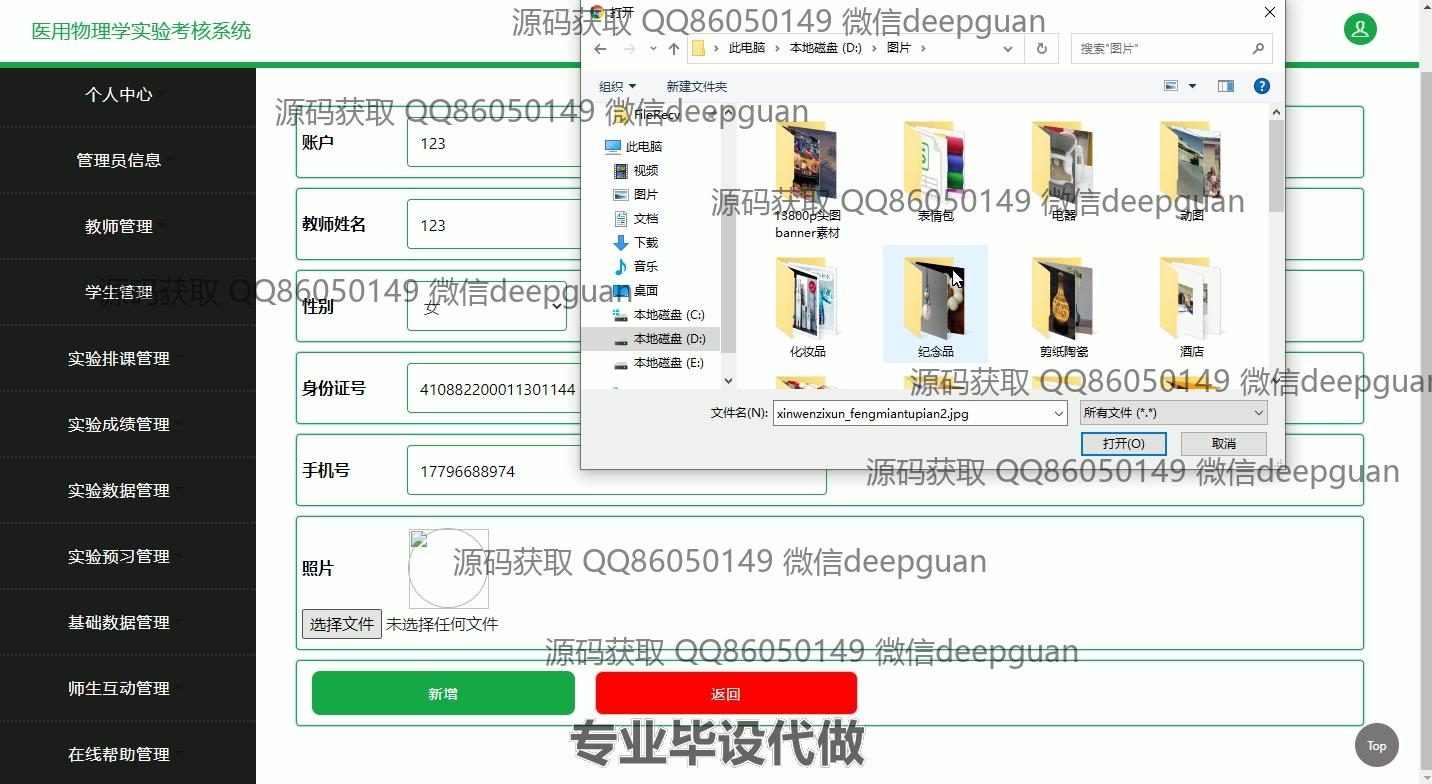 医用物理学实验考核系统
源码获取 QQ86050149 微信deepguan
打开
此电脑 › 本地磁盘 (D:) › 图片 ›
搜索"图片"
组织
新建文件夹
个人中心
管理员信息
教师管理
学生管理
实验排课管理
实验成绩管理
实验数据管理
实验预习管理
基础数据管理
师生互动管理
在线帮助管理
源码获取 QQ86050149 微信deepguan
FileRecv
此电脑
视频
图片
文档
下载
音乐
桌面
本地磁盘 (C:)
本地磁盘 (D:)
本地磁盘 (E:)
表情包
电器
动图
banner素材
源码获取 QQ86050149 微信deepguan
化妆品
纪念品
剪纸陶瓷
酒店
源码获取 QQ86050149 微信deepguan
文件名(N):
xinwenzixun_fengmiantupian2.jpg
所有文件 (*.*)
打开(O)
取消
账户
123
教师姓名
123
源码获取 QQ86050149 微信deepguan
性别
女
身份证号
410882200011301144
手机号
17796688974
源码获取 QQ86050149 微信deepguan
照片
源码获取 QQ86050149 微信deepguan
选择文件 未选择任何文件
源码获取 QQ86050149 微信deepguan
新增
返回
专业毕设代做
Top